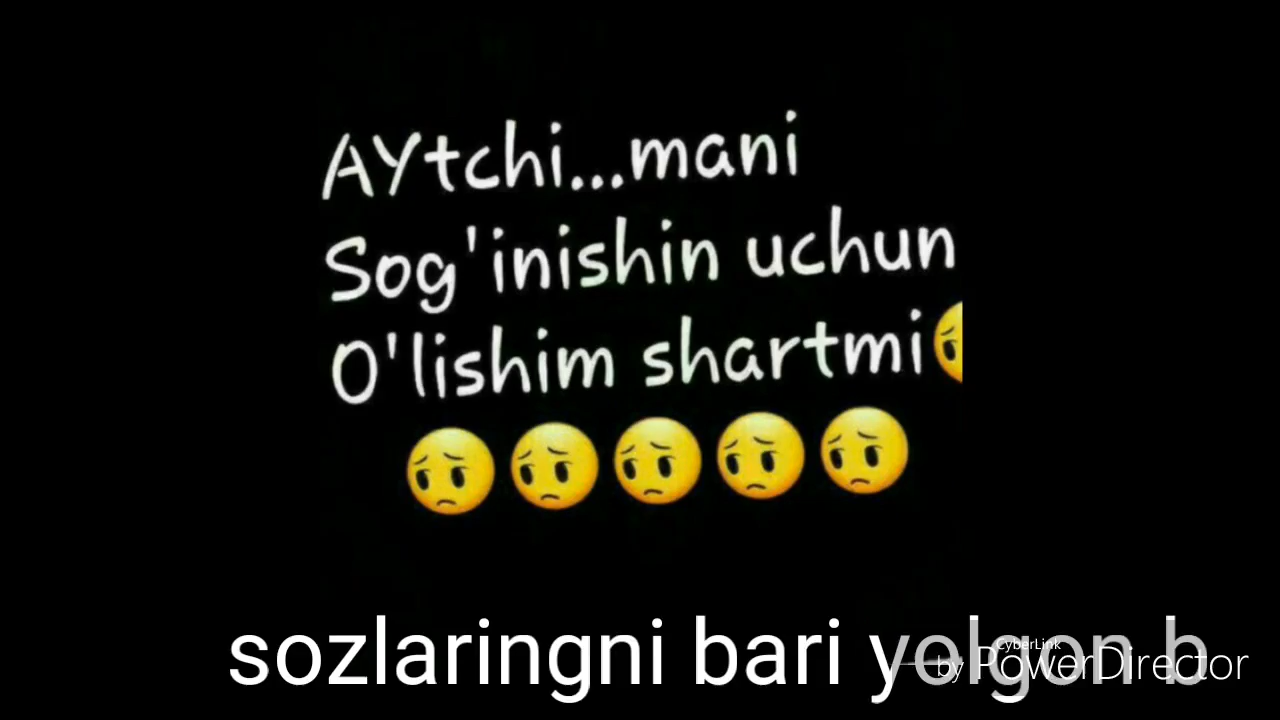 AYtchi...mani
Sog'inishin uchun
O'lishim shartmi😔
😔😔😔😔😔
sozlaringni bari yolgon b
CyberLink
by PowerDirector